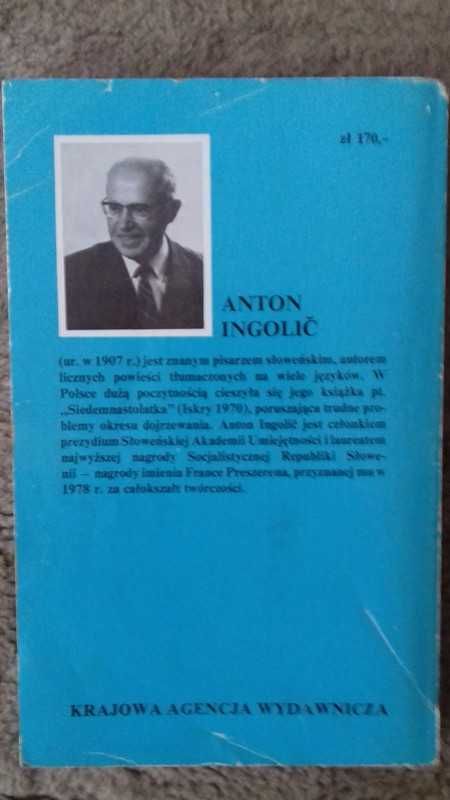 zł 170,-
ANTON
INGOLIČ
(ur. w 1907 r.) jest znanym pisarzem słoweńskim, autorem
licznych powieści tłumaczonych na wiele języków. W
Polsce dużą poczytnością cieszyła się jego książka pt.
„Siedemnastolatka” (Iskry 1970), poruszająca trudne pro-
blemy okresu dojrzewania. Anton Ingolič jest członkiem
prezydium Słoweńskiej Akademii Umiejętności i laureatem
najwyższej nagrody Socjalistycznej Republiki Słowe-
nii — nagrody imienia France Preszerena, przyznanej mu w
1978 r. za całokształt twórczości.
KRAJOWA AGENCJA WYDAWNICZA